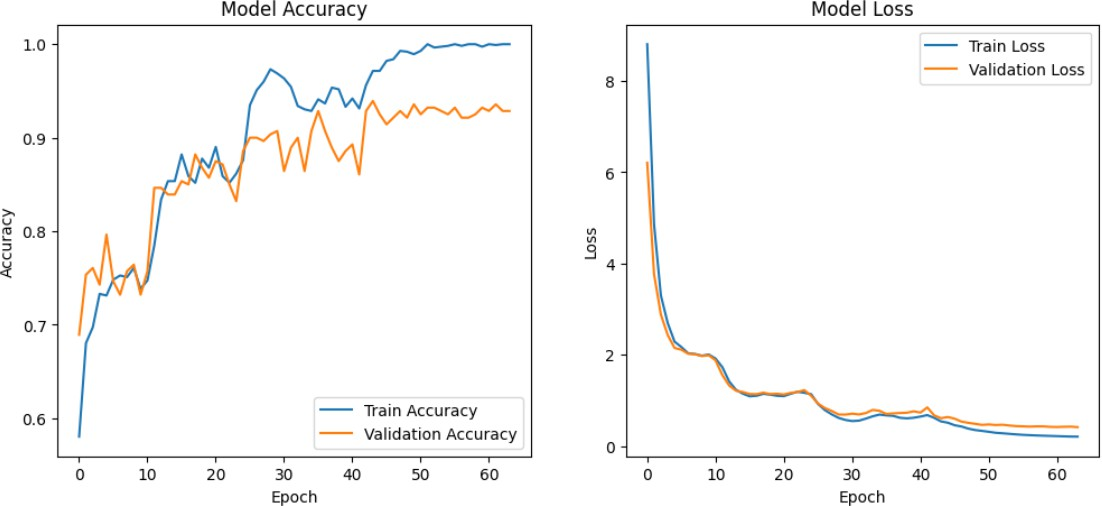 Model Accuracy
1.0
0.9
0.8
0.7
0.6
Accuracy
Train Accuracy
Validation Accuracy
0 10 20 30 40 50 60
Epoch
Model Loss
Train Loss
Validation Loss
8
6
4
2
0
Loss
0 10 20 30 40 50 60
Epoch